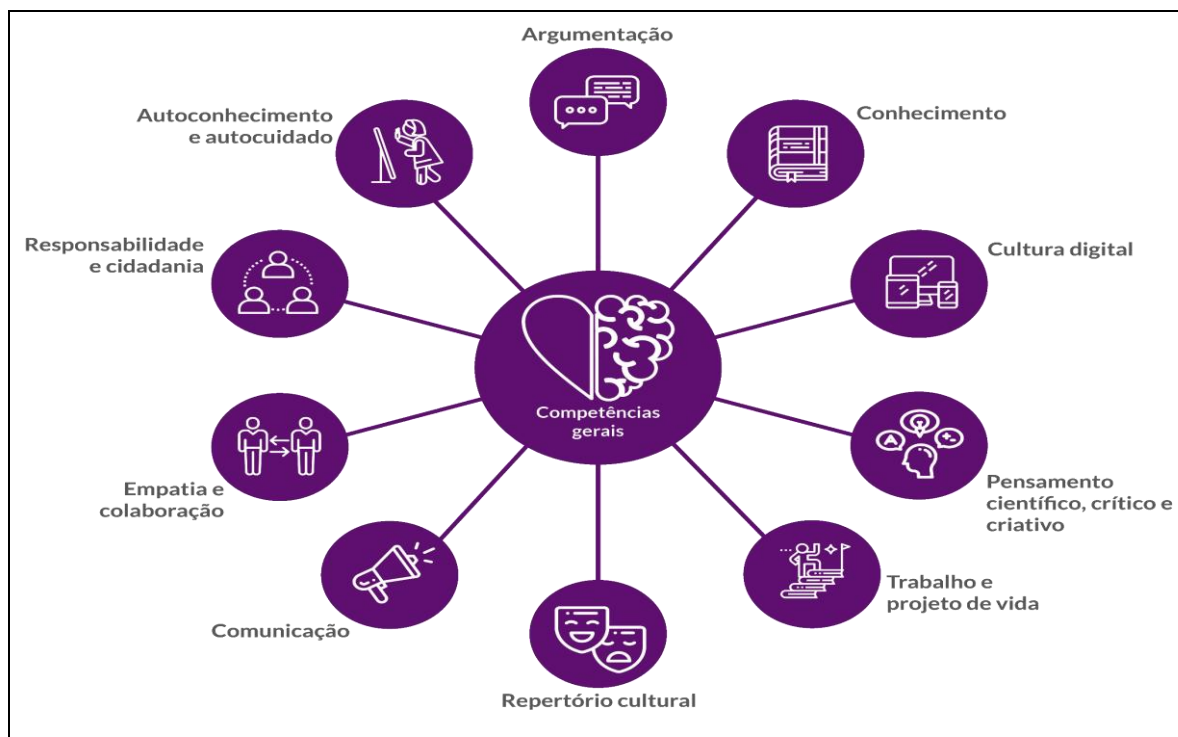 Argumentação
Autoconhecimento
e autocuidado
Conhecimento
Responsabilidade
e cidadania
Cultura digital
Competências
gerais
Empatia e
colaboração
Pensamento
científico, crítico e
criativo
Trabalho e
projeto de vida
Comunicação
Repertório cultural
A